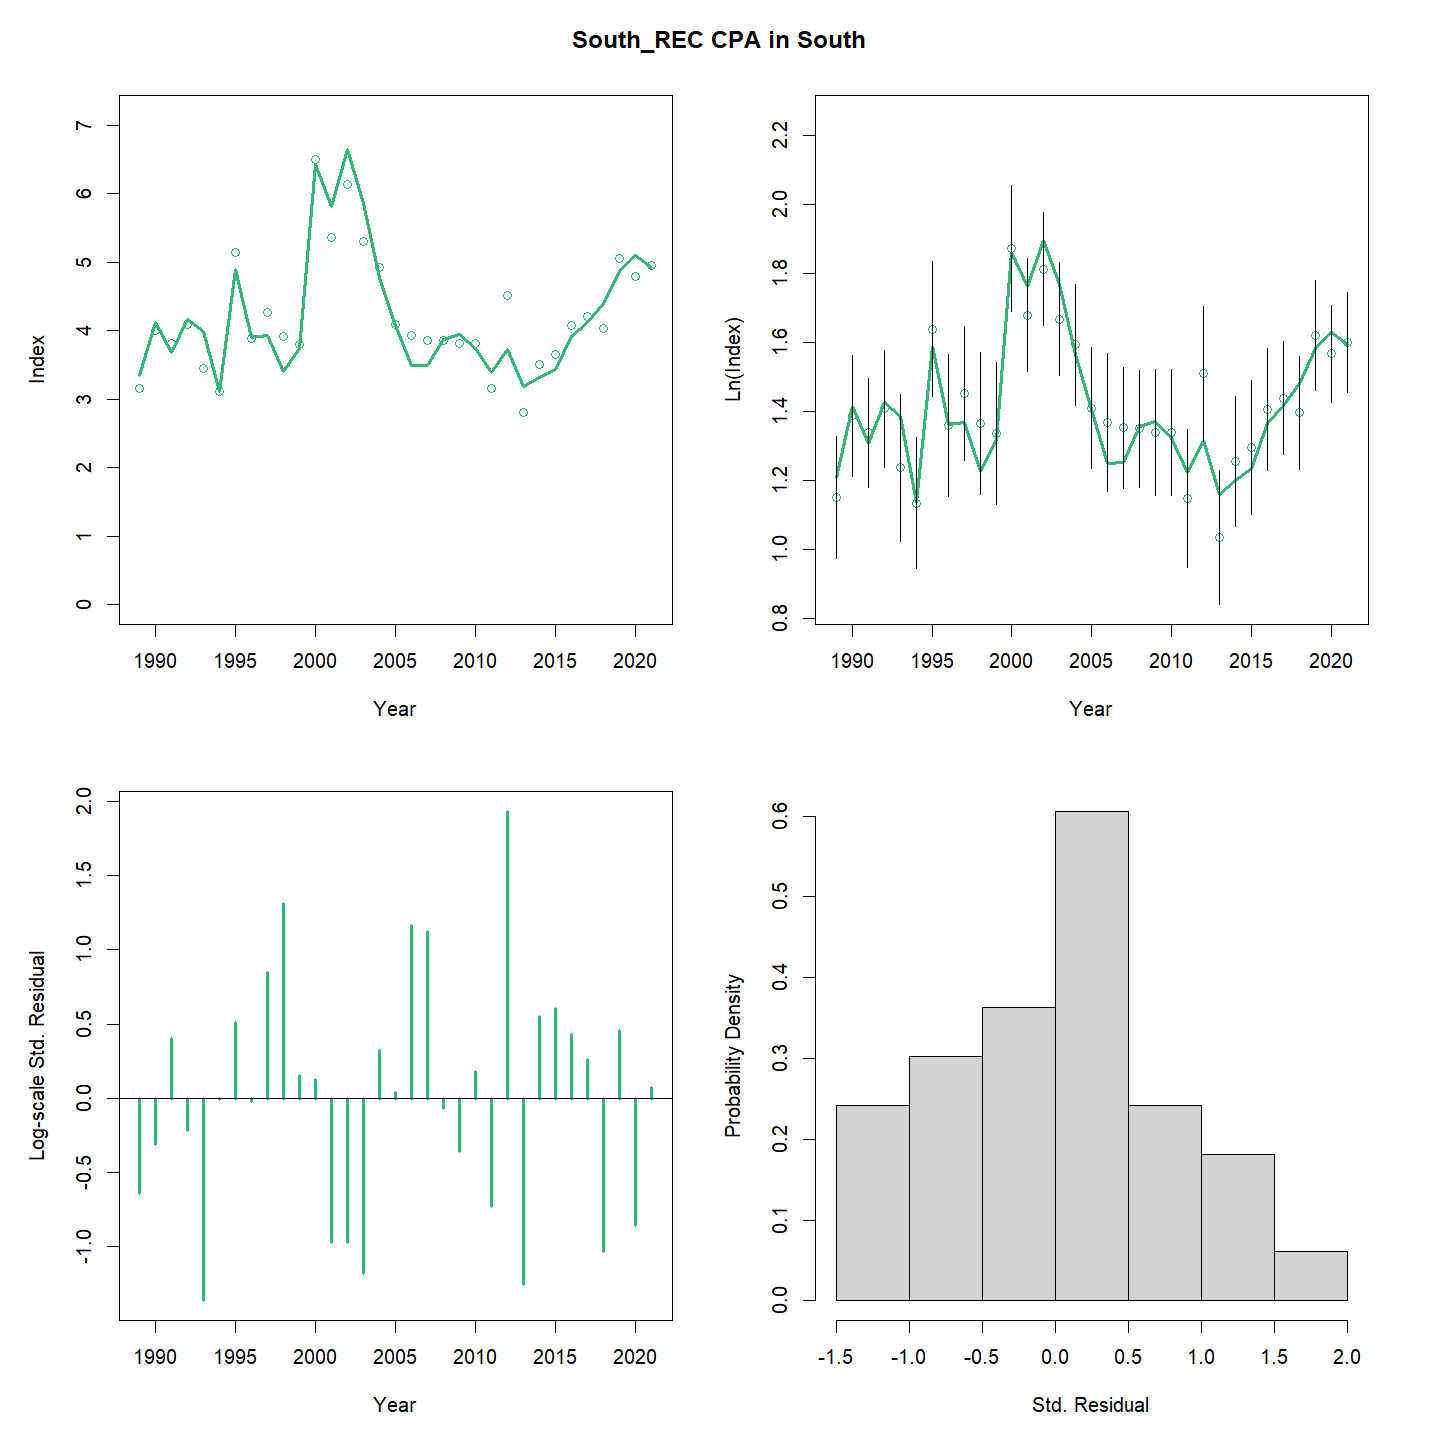 South_REC CPA in South
7
6
5
4
3
2
1
0
Index
1990 1995 2000 2005 2010 2015 2020
Year
2.2
2.0
1.8
1.6
1.4
1.2
1.0
0.8
Ln(Index)
1990 1995 2000 2005 2010 2015 2020
Year
2.0
1.5
1.0
0.5
0.0
-0.5
-1.0
Log-scale Std. Residual
1990 1995 2000 2005 2010 2015 2020
Year
0.6
0.5
0.4
0.3
0.2
0.1
0.0
Probability Density
-1.5 -1.0 -0.5 0.0 0.5 1.0 1.5 2.0
Std. Residual